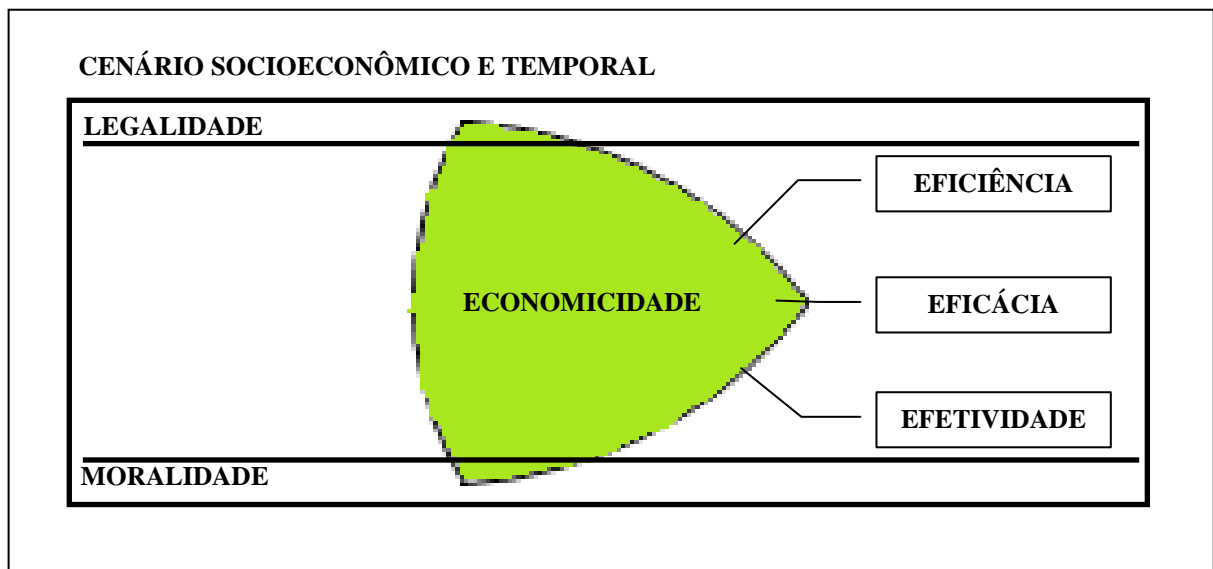 CENÁRIO SOCIOECONÔMICO E TEMPORAL
LEGALIDADE
EFICIÊNCIA
ECONOMICIDADE
EFICÁCIA
EFETIVIDADE
MORALIDADE